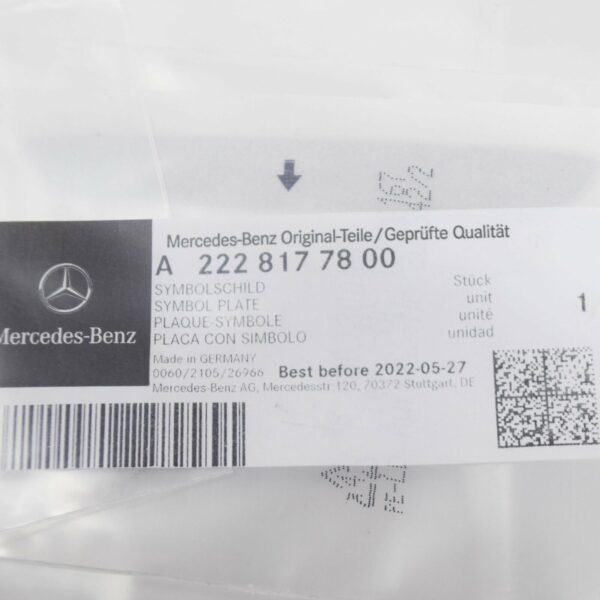 Mercedes-Benz Original-Teile/Geprüfte Qualität
A 222 817 78 00
SYMBOLSCHILD Stück
SYMBOL PLATE unit
PLAQUE-SYMBOLE unité
PLACA CON SIMBOLO unidad
1
Mercedes-Benz
Made in GERMANY
0060/2105/26966 Best before 2022-05-27
Mercedes-Benz AG, Mercedesstr. 120, 70372 Stuttgart, DE